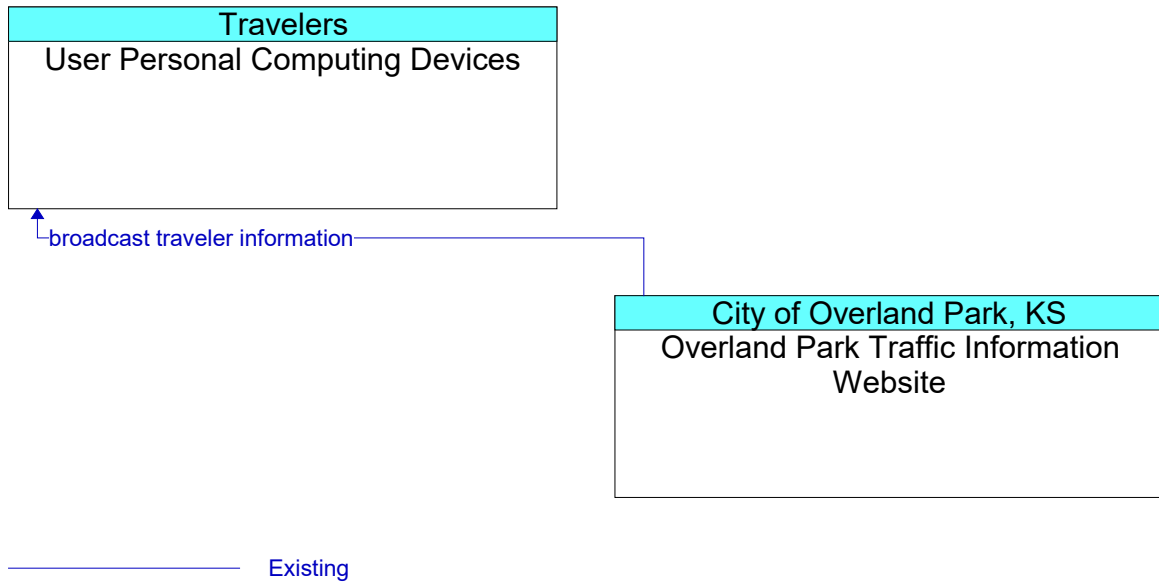 Travelers
User Personal Computing Devices
broadcast traveler information
City of Overland Park, KS
Overland Park Traffic Information
Website
Existing